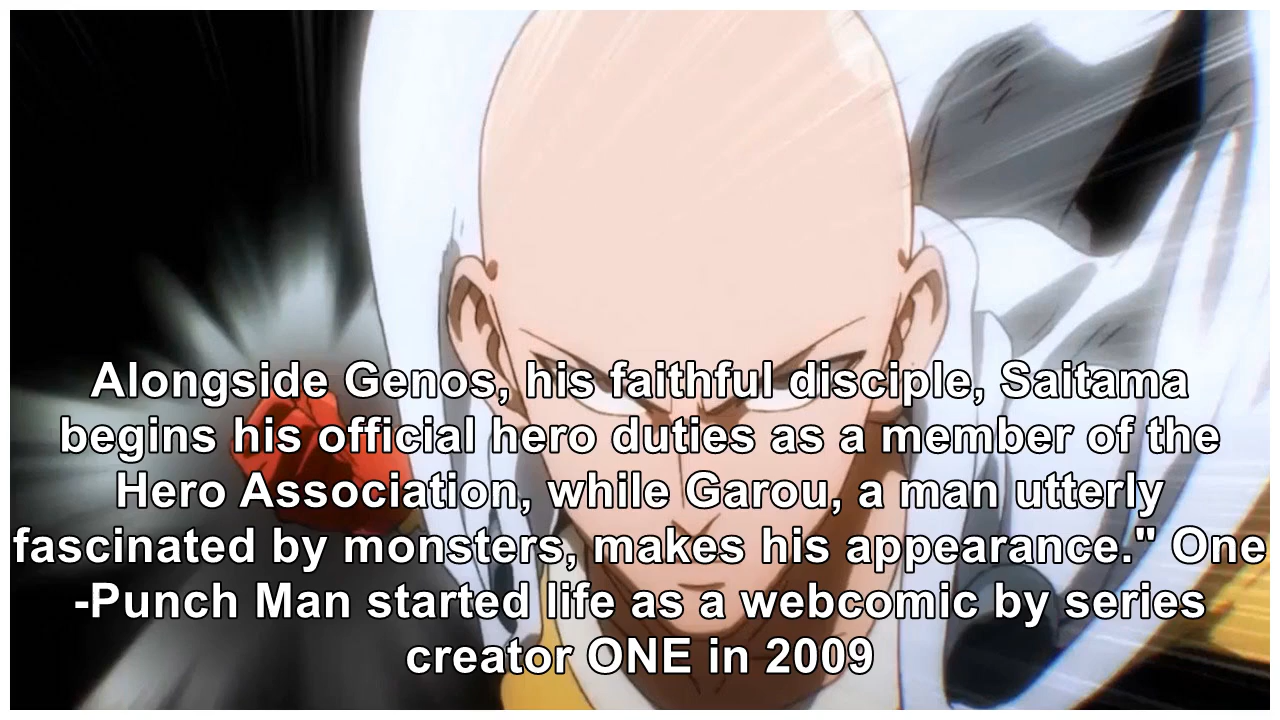 Alongside Genos, his faithful disciple, Saitama
begins his official hero duties as a member of the
Hero Association, while Garou, a man utterly
fascinated by monsters, makes his appearance." One
-Punch Man started life as a webcomic by series
creator ONE in 2009